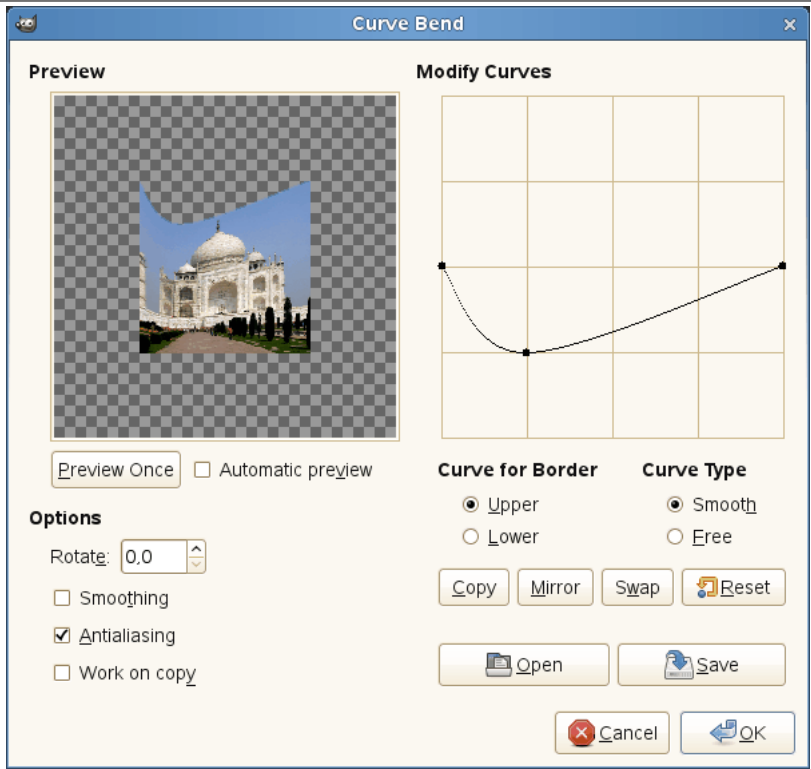 Curve Bend
Preview
Modify Curves
Preview Once
Automatic preview
Curve for Border
Curve Type
Upper
Smooth
Lower
Free
Options
Rotate: 0,0
Smoothing
Antialiasing
Work on copy
Copy
Mirror
Swap
Reset
Open
Save
Cancel
OK